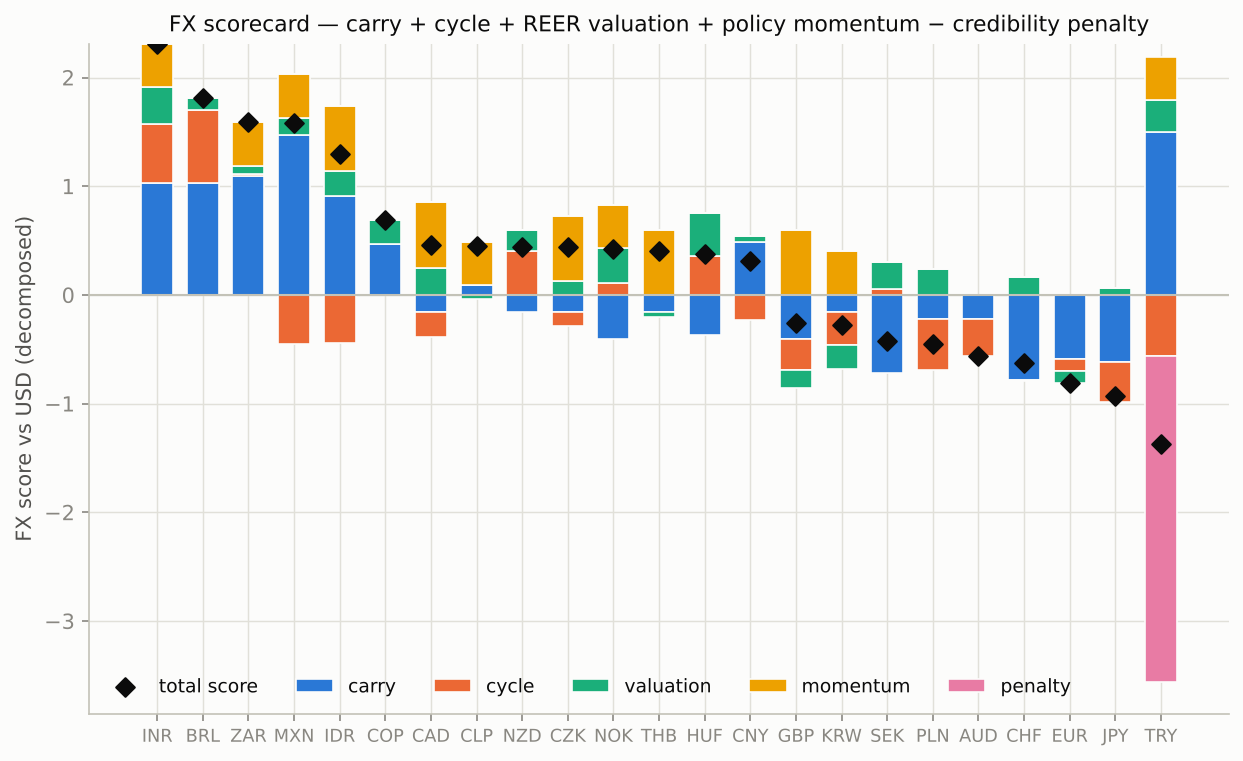 FX scorecard — carry + cycle + REER valuation + policy momentum − credibility penalty
FX score vs USD (decomposed)
2
1
0
−1
−2
−3
total score carry cycle valuation momentum penalty
INR BRL ZAR MXN IDR COP CAD CLP NZD CZK NOK THB HUF CNY GBP KRW SEK PLN AUD CHF EUR JPY TRY